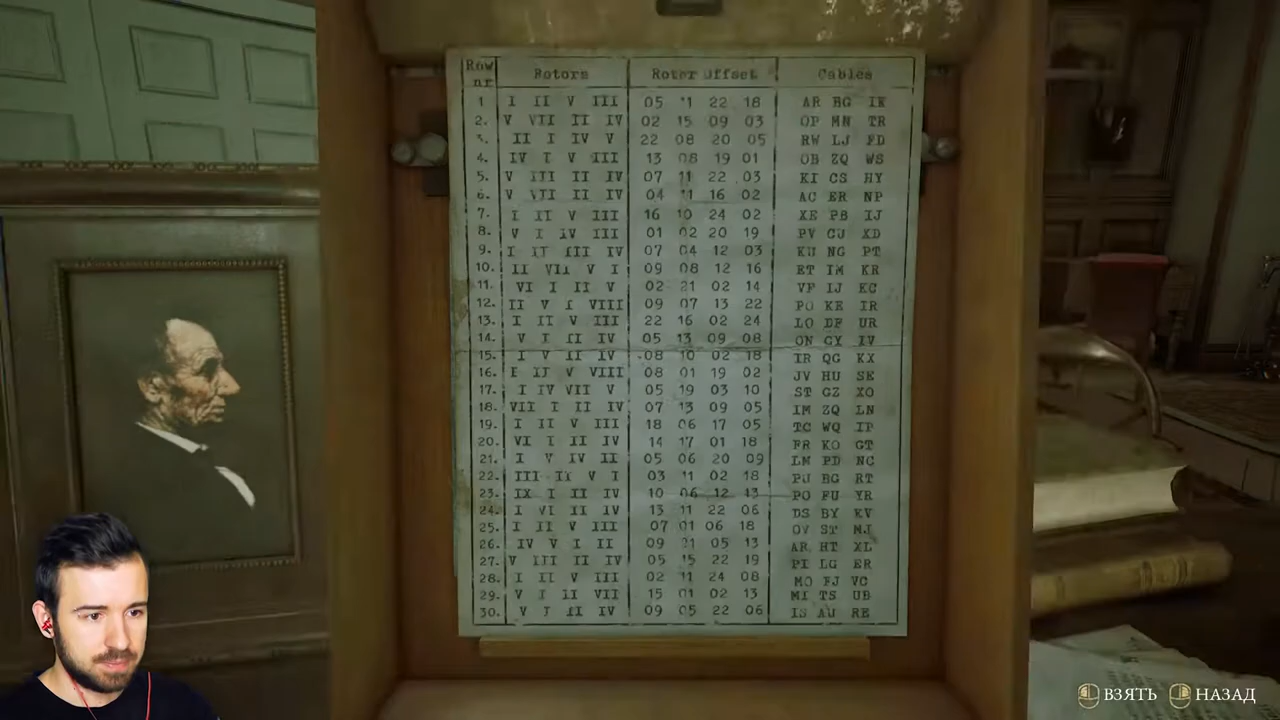 Row nr Rotors Rotor Offset Cables
1 I II V III 05 11 22 18 AR BG IK
2. V VII II IV 02 15 09 03 OP MN TR
3. II I IV V 22 08 20 05 RW LJ FD
4. IV I V III 13 08 19 01 OB ZQ WS
5. V III II IV 07 11 22 03 KI CS HY
6. V VII II IV 04 11 16 02 AC ER NP
7. I II V III 16 10 24 02 XE PB IJ
8. V I IV III 01 02 20 19 PV CJ XD
9. I II III IV 07 04 12 03 KU NG PT
10. II VII V I 09 08 12 16 ET IM KR
11. VI I II V 02 21 02 14 VF IJ KC
12. II V I VIII 09 07 13 22 PO KE IR
13. I II V III 22 16 02 24 LO DF UR
14. V I II IV 05 13 09 08 ON CY IV
15. I V II IV 08 10 02 18 IR QG KX
16. I II V VIII 08 01 19 02 JV HU SE
17. I IV VII V 05 19 03 10 ST GZ XO
18. VII I II IV 07 13 09 05 IM ZQ LN
19. I II V III 18 06 17 05 TC WQ IP
20. VI I II IV 14 17 01 18 FR KO GT
21. I V IV II 05 06 20 09 LM PD NC
22. III II V I 03 11 02 18 PU BG RT
23. IX I II IV 10 06 12 13 PO FU YR
24. I VI II IV 13 11 22 06 DS BY KV
25. I II V III 07 01 06 18 OV ST MJ
26. IV V I II 09 21 05 13 AR HT XL
27. V III II IV 05 15 22 19 PI LG ER
28. I II V III 02 11 24 08 MO FJ VC
29. V I II VII 15 01 02 13 MI TS UB
30. V I II IV 09 05 22 06 IS AU RE
ВЗЯТЬ НАЗАД